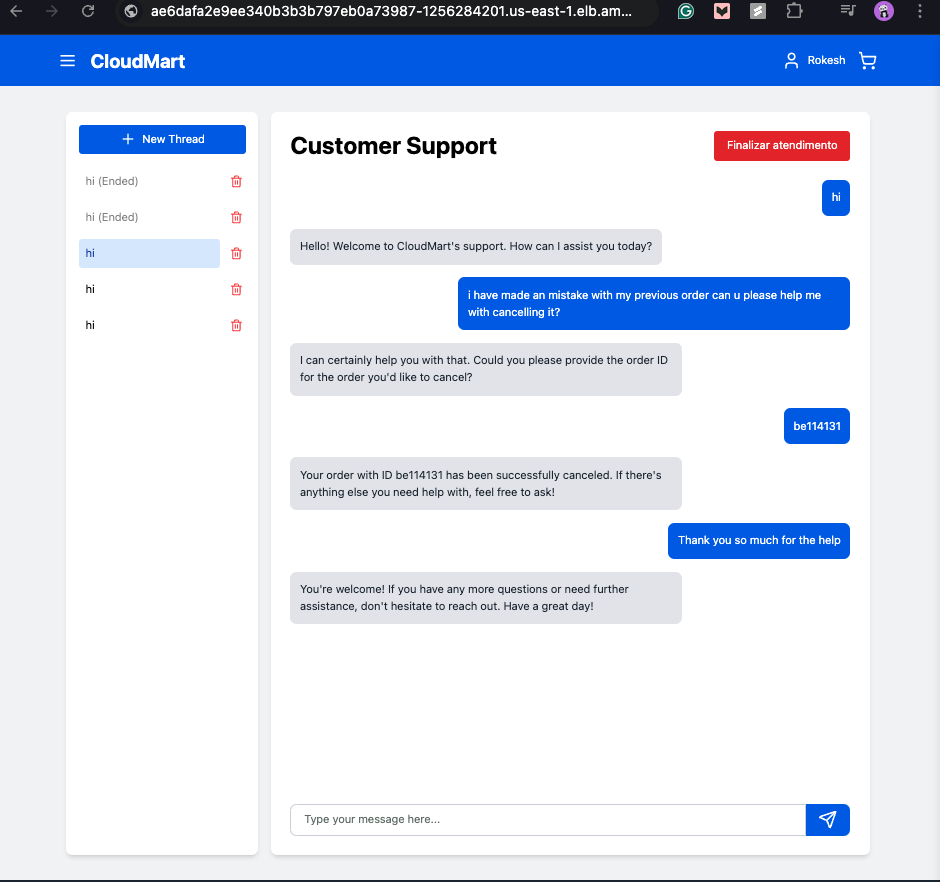 ae6dafa2e9ee340b3b3b797eb0a73987-1256284201.us-east-1.elb.am...
CloudMart
Rokesh
New Thread
hi (Ended)
hi (Ended)
hi
hi
hi
Customer Support
Finalizar atendimento
hi
Hello! Welcome to CloudMart's support. How can I assist you today?
i have made an mistake with my previous order can u please help me
with cancelling it?
I can certainly help you with that. Could you please provide the order ID
for the order you'd like to cancel?
be114131
Your order with ID be114131 has been successfully canceled. If there's
anything else you need help with, feel free to ask!
Thank you so much for the help
You're welcome! If you have any more questions or need further
assistance, don't hesitate to reach out. Have a great day!
Type your message here...